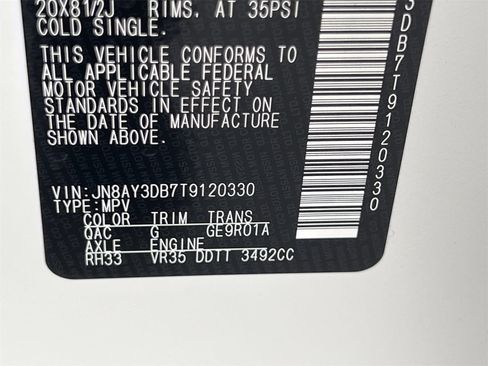 20X81/2J RIMS. AT 35PSI
COLD SINGLE.
THIS VEHICLE CONFORMS TO
ALL APPLICABLE FEDERAL
MOTOR VEHICLE SAFETY
STANDARDS IN EFFECT ON
THE DATE OF MANUFACTURE
SHOWN ABOVE.
VIN:JN8AY3DB7T9120330
TYPE:MPV
COLOR TRIM TRANS
QAC G GE9R01A
AXLE ENGINE
RH33 VR35 DDTT 3492CC
3DB7T9120330